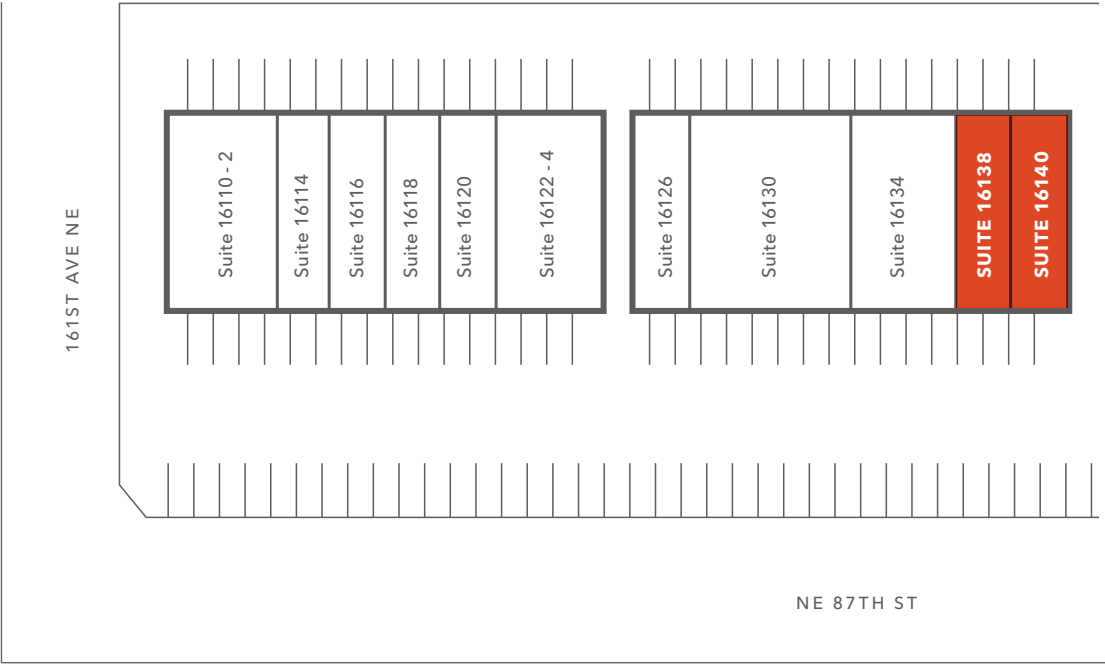 161ST AVE NE
Suite 16110 - 2
Suite 16114
Suite 16116
Suite 16118
Suite 16120
Suite 16122 - 4
Suite 16126
Suite 16130
Suite 16134
SUITE 16138
SUITE 16140
NE 87TH ST